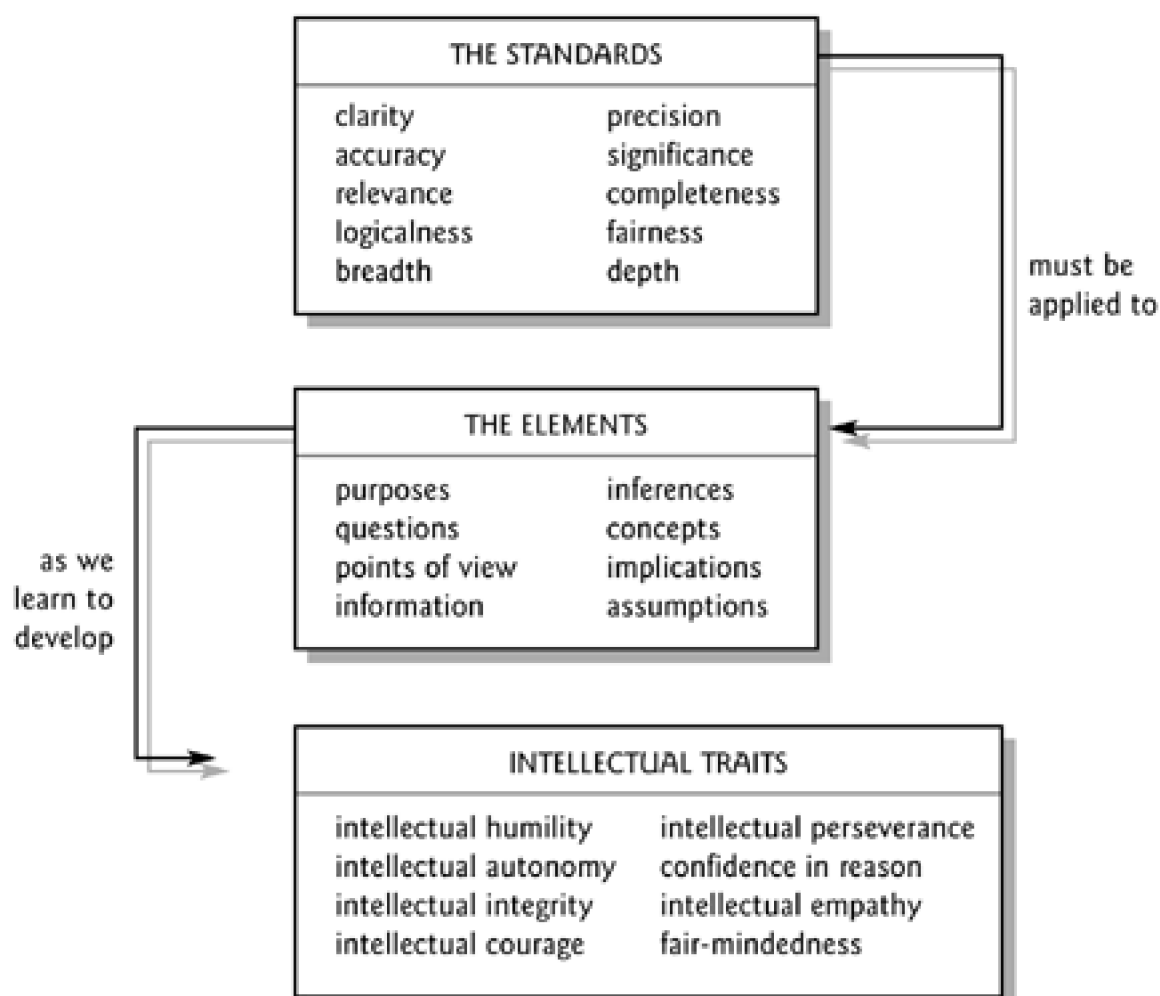 THE STANDARDS
clarity precision
accuracy significance
relevance completeness
logicalness fairness
breadth depth
must be
applied to
THE ELEMENTS
purposes inferences
questions concepts
points of view implications
information assumptions
as we
learn to
develop
INTELLECTUAL TRAITS
intellectual humility intellectual perseverance
intellectual autonomy confidence in reason
intellectual integrity intellectual empathy
intellectual courage fair-mindedness